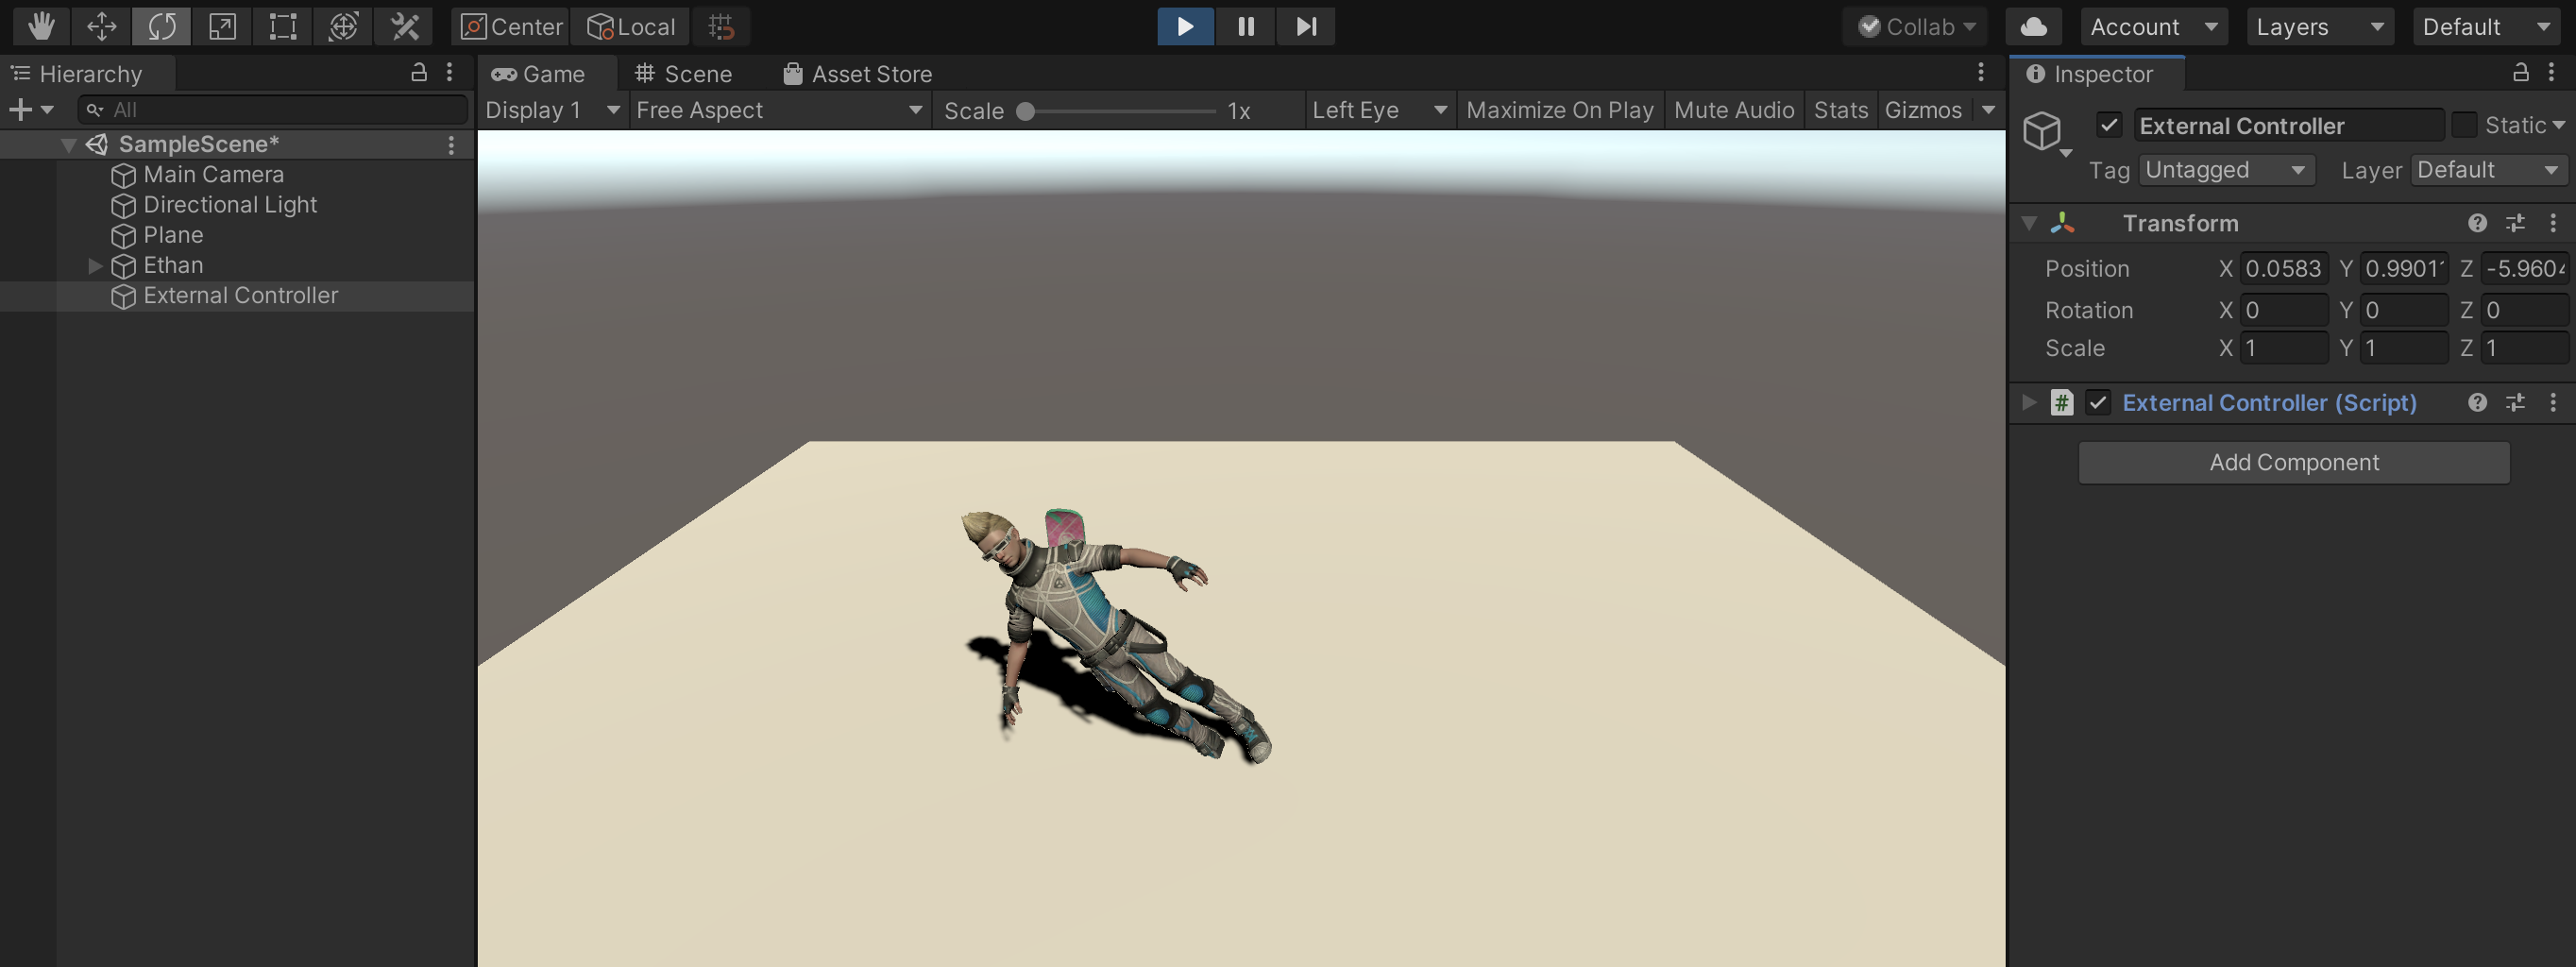 Center Local Collab Account Layers Default
Hierarchy
All
SampleScene*
Main Camera
Directional Light
Plane
Ethan
External Controller
Game Scene Asset Store
Display 1 Free Aspect Scale 1x Left Eye Maximize On Play Mute Audio Stats Gizmos
Inspector
External Controller Static
Tag Untagged Layer Default
Transform
Position X 0.0583 Y 0.9901 Z -5.960
Rotation X 0 Y 0 Z 0
Scale X 1 Y 1 Z 1
# External Controller (Script)
Add Component